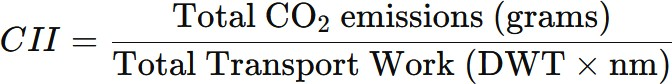 CII = Total CO₂ emissions (grams)
Total Transport Work (DWT × nm)